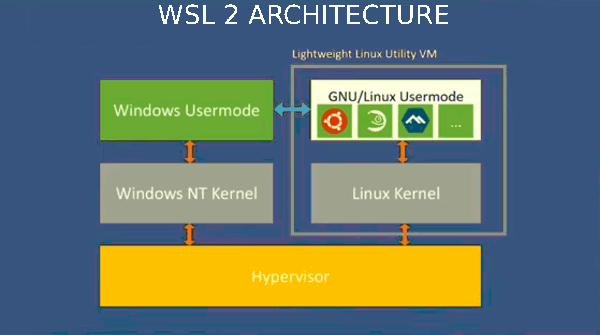 WSL 2 ARCHITECTURE
Lightweight Linux Utility VM
Windows Usermode
GNU/Linux Usermode
...
Windows NT Kernel
Linux Kernel
Hypervisor